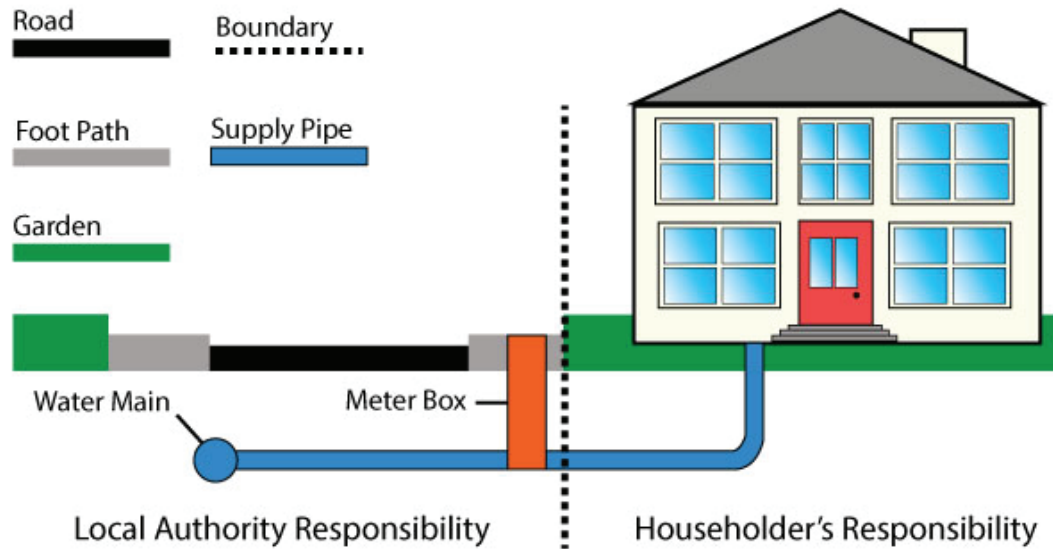 Road
Boundary
Foot Path
Supply Pipe
Garden
Water Main
Meter Box
Local Authority Responsibility
Householder's Responsibility